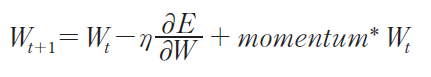 W_{t+1} = W_t − η ∂E/∂W + momentum* W_t